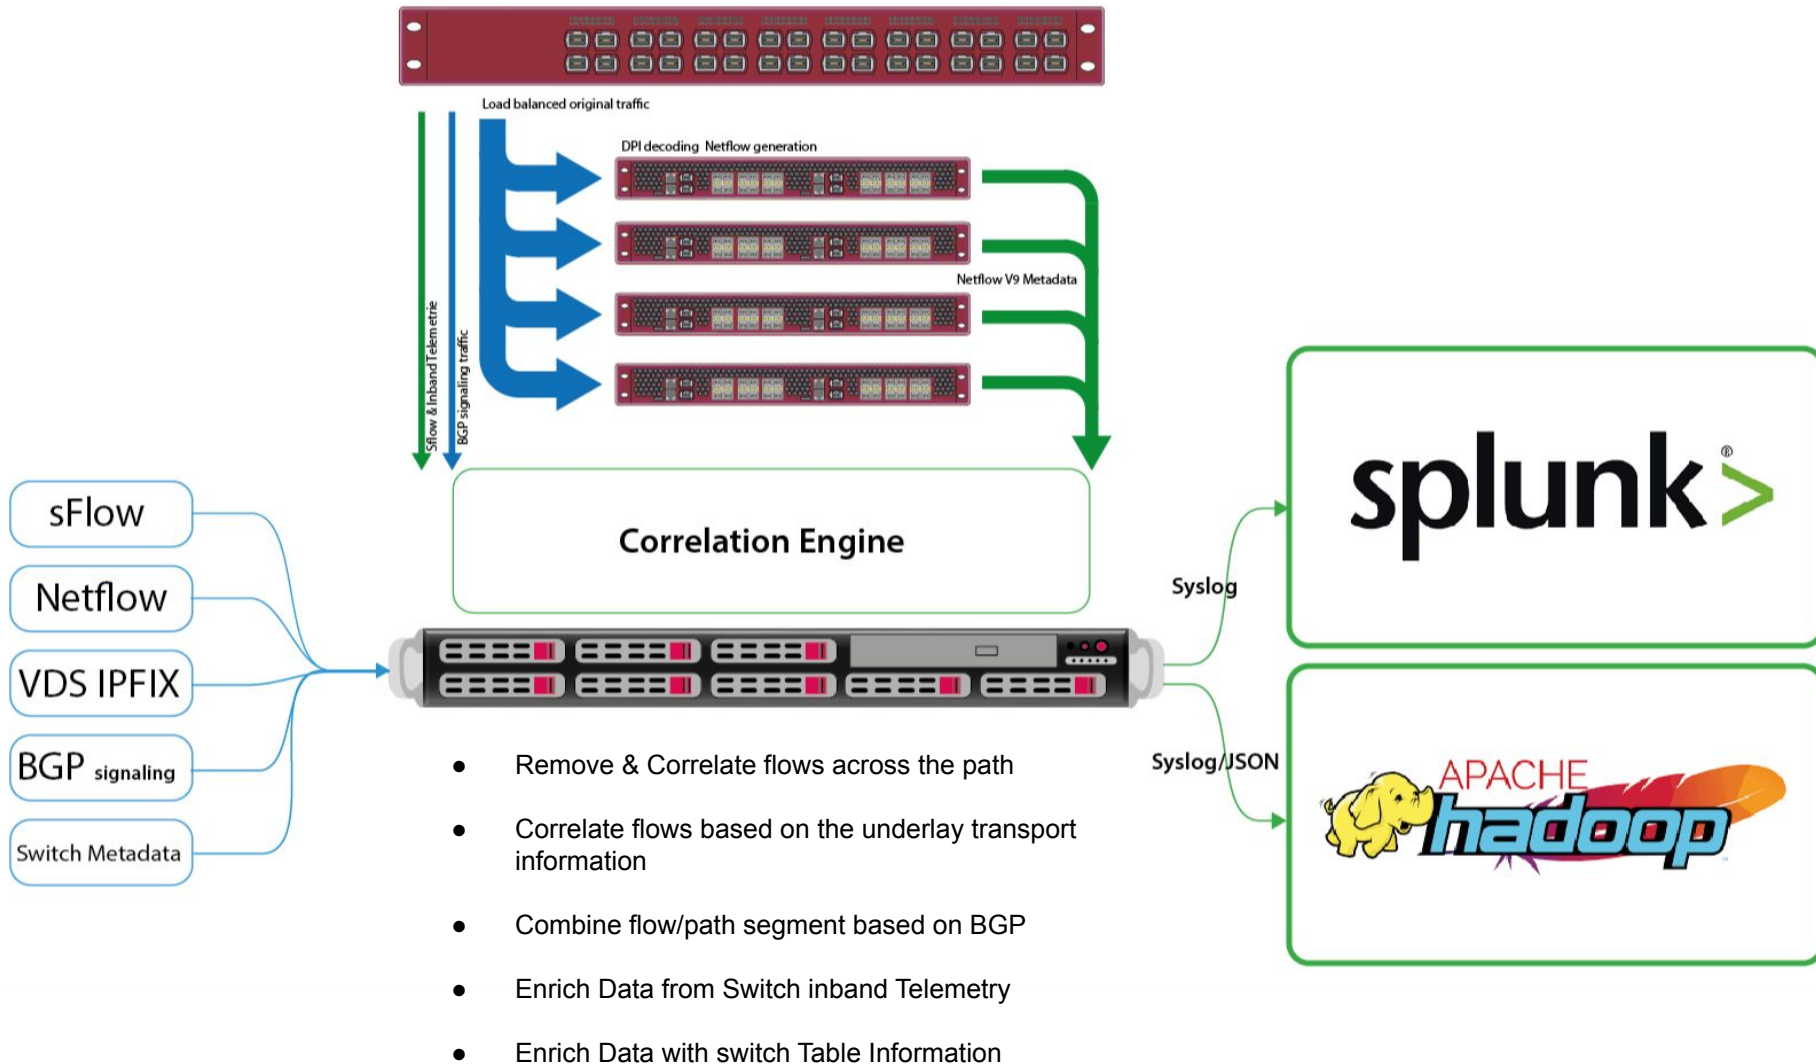 Load balanced original traffic
DPI decoding Netflow generation
Netflow V9 Metadata
Sflow & Inband Telemetrie
BGP signaling traffic
Correlation Engine
sFlow
Netflow
VDS IPFIX
BGP signaling
Switch Metadata
Syslog
splunk>®
Syslog/JSON
APACHE
hadoop
● Remove & Correlate flows across the path
● Correlate flows based on the underlay transport
information
● Combine flow/path segment based on BGP
● Enrich Data from Switch inband Telemetry
● Enrich Data with switch Table Information